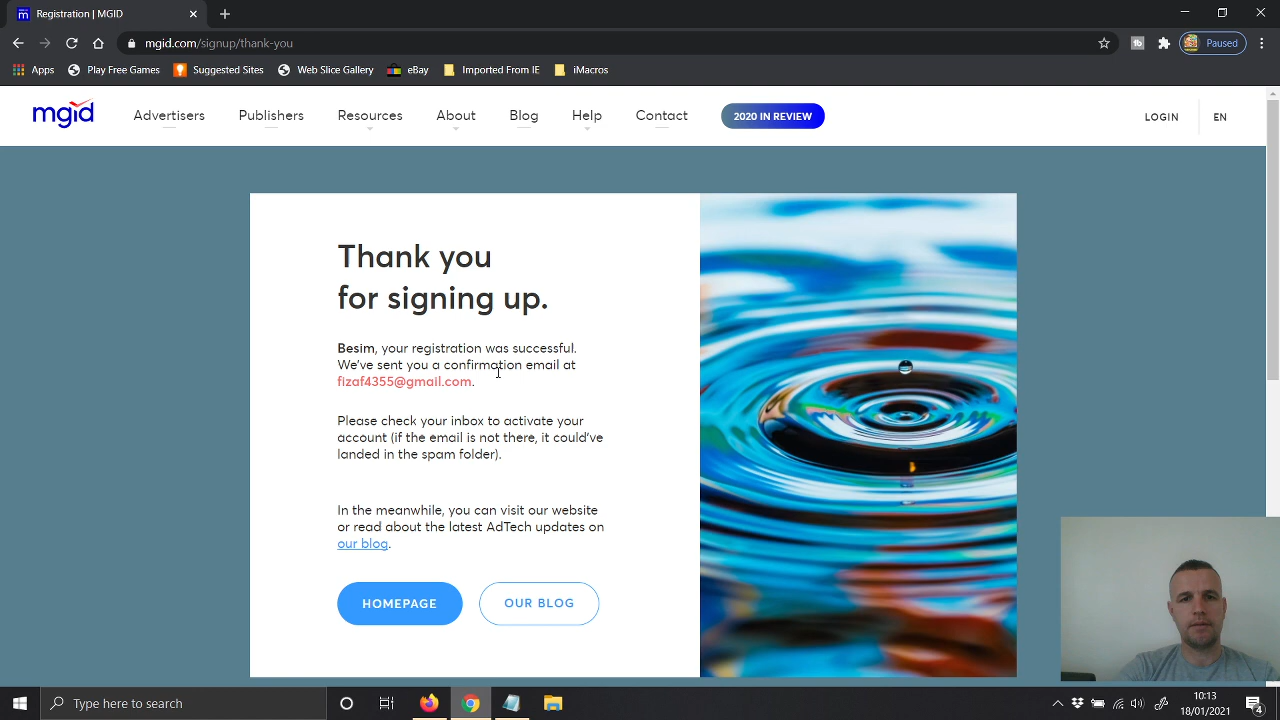 Registration | MGID
mgid.com/signup/thank-you
Paused
Apps
Play Free Games
Suggested Sites
Web Slice Gallery
eBay
Imported From IE
iMacros
mgid
Advertisers
Publishers
Resources
About
Blog
Help
Contact
2020 IN REVIEW
LOGIN
EN
Thank you
for signing up.
Besim, your registration was successful.
We've sent you a confirmation email at
fizaf4355@gmail.com.
Please check your inbox to activate your
account (if the email is not there, it could've
landed in the spam folder).
In the meanwhile, you can visit our website
or read about the latest AdTech updates on
our blog.
HOMEPAGE
OUR BLOG
Type here to search
10:13
18/01/2021
4